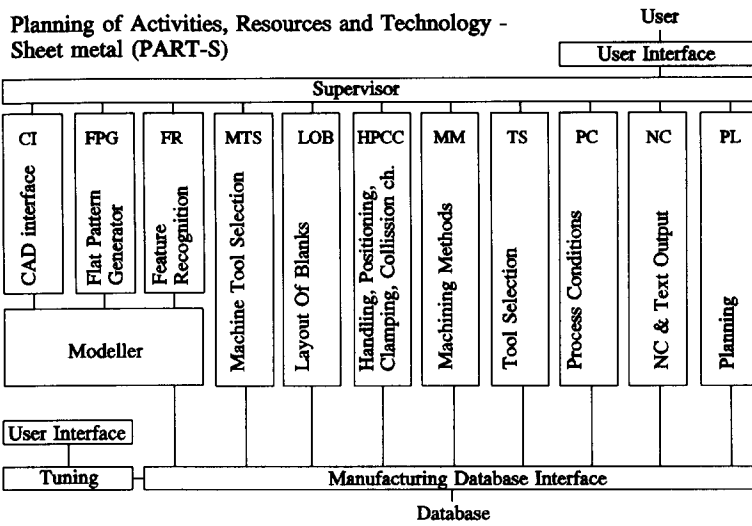 Planning of Activities, Resources and Technology -
Sheet metal (PART-S)
User
User Interface
Supervisor
CI
CAD interface
FPG
Flat Pattern
Generator
FR
Feature
Recognition
MTS
Machine Tool Selection
LOB
Layout Of Blanks
HPCC
Handling, Positioning,
Clamping, Collission ch.
MM
Machining Methods
TS
Tool Selection
PC
Process Conditions
NC
NC & Text Output
PL
Planning
Modeller
User Interface
Tuning
Manufacturing Database Interface
Database